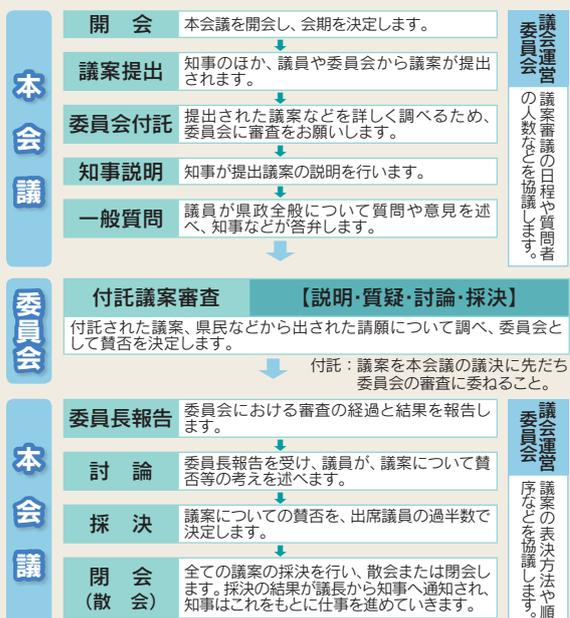 本会議
開　会
本会議を開会し、会期を決定します。
議案提出
知事のほか、議員や委員会から議案が提出
されます。
委員会付託
提出された議案などを詳しく調べるため、
委員会に審査をお願いします。
知事説明
知事が提出議案の説明を行います。
一般質問
議員が県政全般について質問や意見を述
べ、知事などが答弁します。
議会運営
委員会
議案審議の日程や質問者
の人数などを協議します。
委員会
付託議案審査
【説明・質疑・討論・採決】
付託された議案、県民などから出された請願について調べ、委員会と
して賛否を決定します。
付託：議案を本会議の議決に先だち
委員会の審査に委ねること。
本会議
委員長報告
委員会における審査の経過と結果を報告し
ます。
討　論
委員長報告を受け、議員が、議案について賛
否等の考えを述べます。
採　決
議案についての賛否を、出席議員の過半数で
決定します。
閉　会
（散　会）
全ての議案の採決を行い、散会または閉会し
ます。採決の結果が議長から知事へ通知され、
知事はこれをもとに仕事を進めていきます。
議会運営
委員会
議案の表決方法や順
序などを協議します。